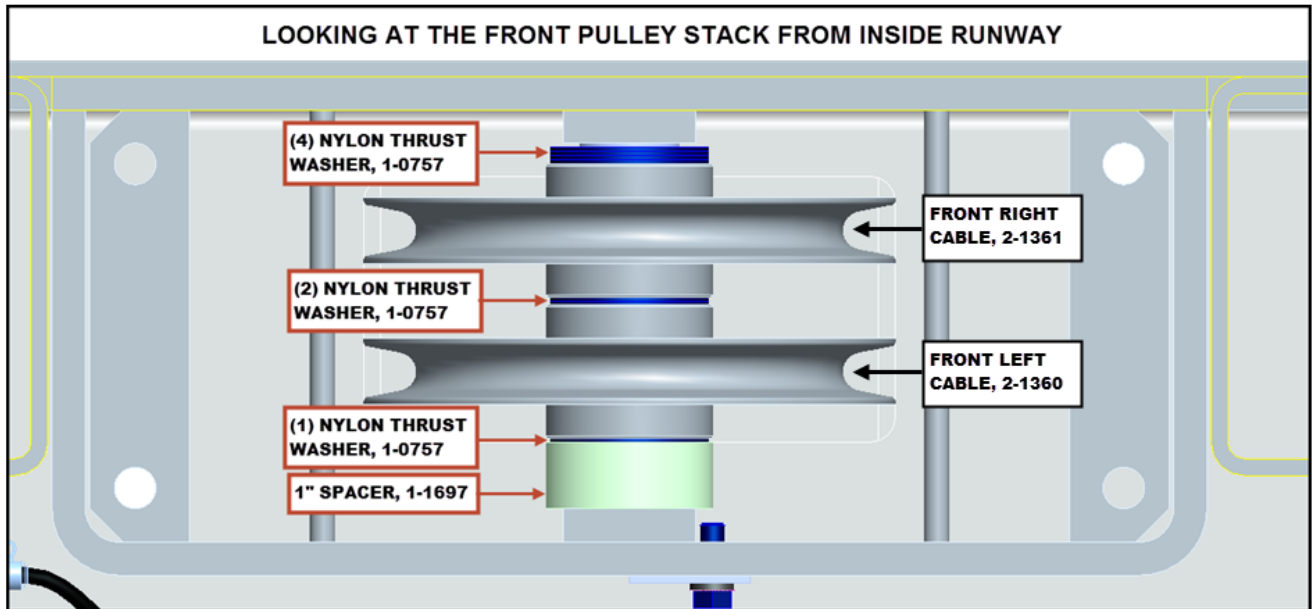 LOOKING AT THE FRONT PULLEY STACK FROM INSIDE RUNWAY
(4) NYLON THRUST
WASHER, 1-0757
FRONT RIGHT
CABLE, 2-1361
(2) NYLON THRUST
WASHER, 1-0757
FRONT LEFT
CABLE, 2-1360
(1) NYLON THRUST
WASHER, 1-0757
1" SPACER, 1-1697